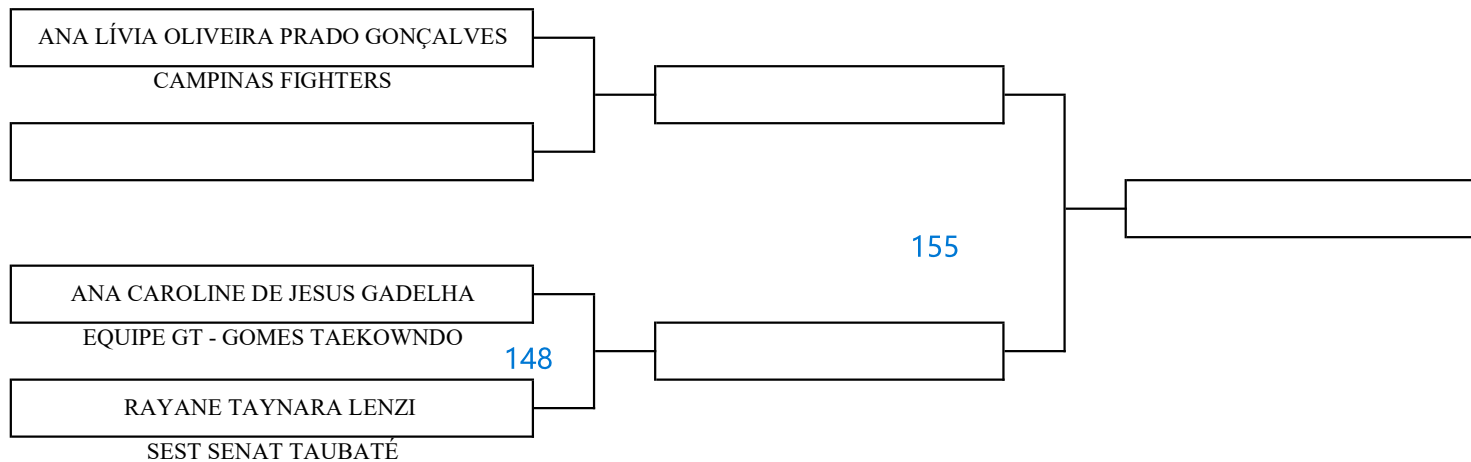 ANA LÍVIA OLIVEIRA PRADO GONÇALVES
CAMPINAS FIGHTERS
155
ANA CAROLINE DE JESUS GADELHA
EQUIPE GT - GOMES TAEKOWNDO
148
RAYANE TAYNARA LENZI
SEST SENAT TAUBATÉ